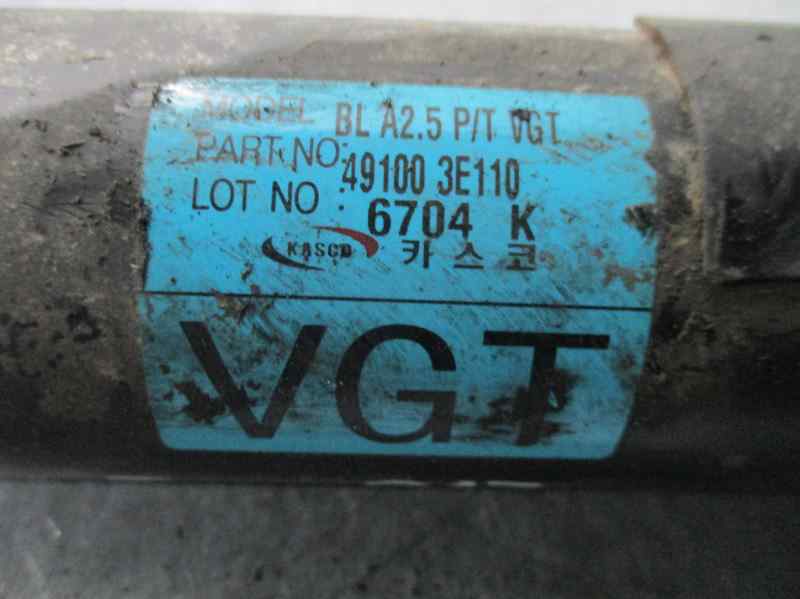 MODEL BL A2.5 P/T VGT
PART NO: 49100 3E110
LOT NO : 6704 K
KASCO 카스코
VGT